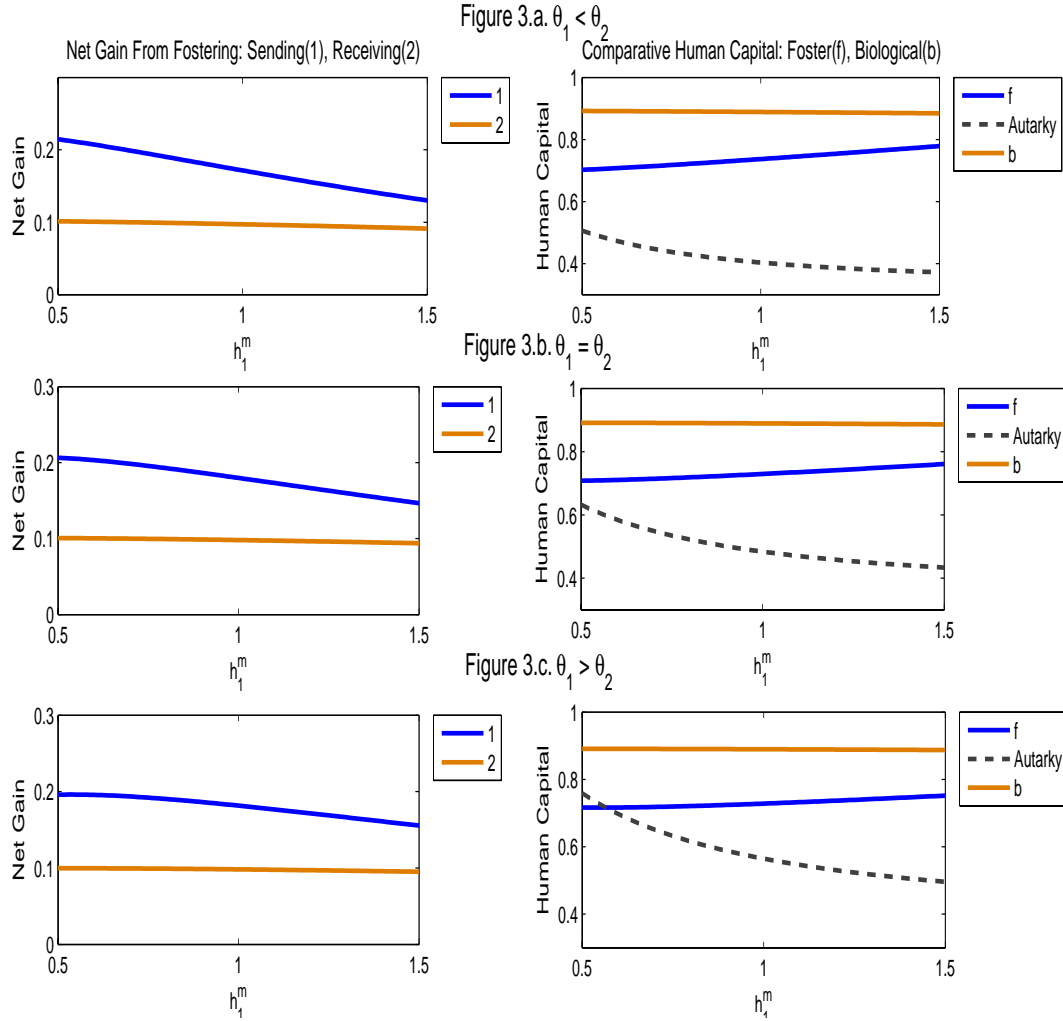 Figure 3.a. θ₁ < θ₂
Net Gain From Fostering: Sending(1), Receiving(2)
Net Gain
0.2
0.1
0
0.5
1
1.5
h₁ᵐ
1
2
Comparative Human Capital: Foster(f), Biological(b)
Human Capital
1
0.8
0.6
0.4
0.5
1
1.5
h₁ᵐ
f
Autarky
b
Figure 3.b. θ₁ = θ₂
Net Gain
0.3
0.2
0.1
0
0.5
1
1.5
h₁ᵐ
1
2
Human Capital
1
0.8
0.6
0.4
0.5
1
1.5
h₁ᵐ
f
Autarky
b
Figure 3.c. θ₁ > θ₂
Net Gain
0.3
0.2
0.1
0
0.5
1
1.5
h₁ᵐ
1
2
Human Capital
1
0.8
0.6
0.4
0.5
1
1.5
h₁ᵐ
f
Autarky
b